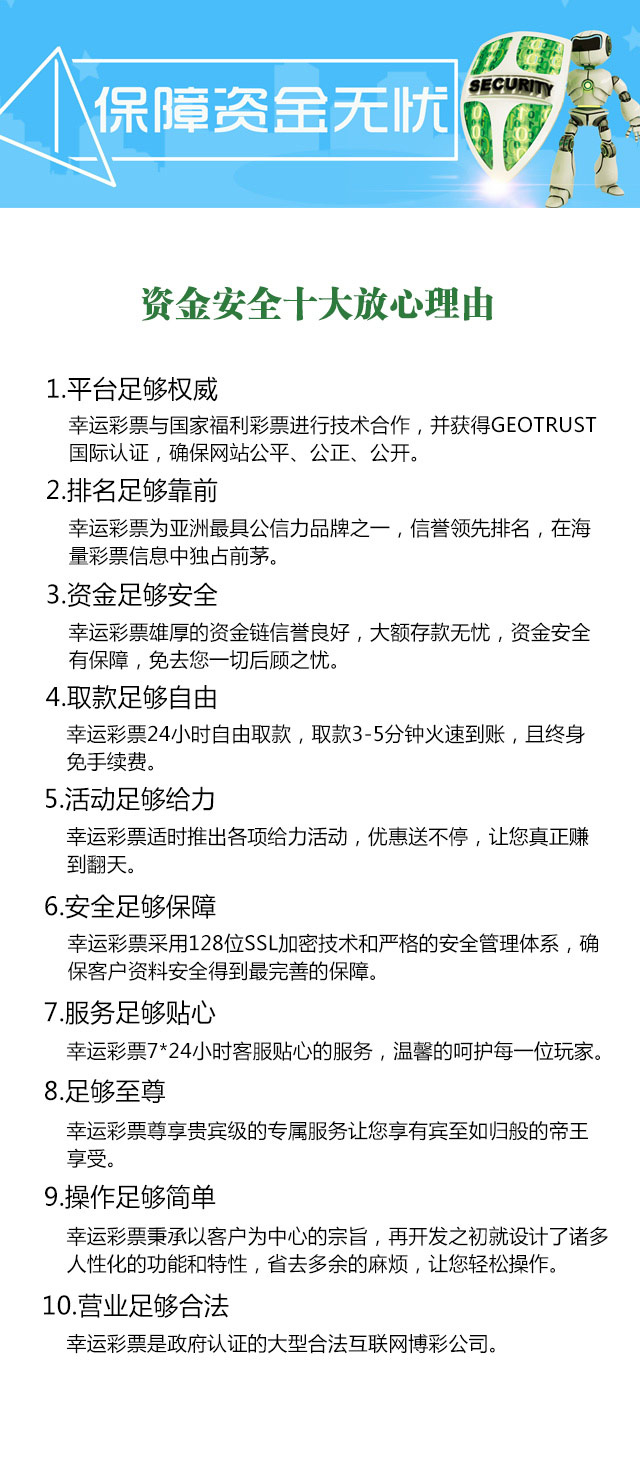 保障资金无忧
SECURITY
资金安全十大放心理由
1.平台足够权威
幸运彩票与国家福利彩票进行技术合作，并获得GEOTRUST
国际认证，确保网站公平、公正、公开。
2.排名足够靠前
幸运彩票为亚洲最具公信力品牌之一，信誉领先排名，在海
量彩票信息中独占前茅。
3.资金足够安全
幸运彩票雄厚的资金链信誉良好，大额存款无忧，资金安全
有保障，免去您一切后顾之忧。
4.取款足够自由
幸运彩票24小时自由取款，取款3-5分钟火速到账，且终身
免手续费。
5.活动足够给力
幸运彩票适时推出各项给力活动，优惠送不停，让您真正赚
到翻天。
6.安全足够保障
幸运彩票采用128位SSL加密技术和严格的安全管理体系，确
保客户资料安全得到最完善的保障。
7.服务足够贴心
幸运彩票7*24小时客服贴心的服务，温馨的呵护每一位玩家。
8.足够至尊
幸运彩票尊享贵宾级的专属服务让您享有宾至如归般的帝王
享受。
9.操作足够简单
幸运彩票秉承以客户为中心的宗旨，再开发之初就设计了诸多
人性化的功能和特性，省去多余的麻烦，让您轻松操作。
10.营业足够合法
幸运彩票是政府认证的大型合法互联网博彩公司。